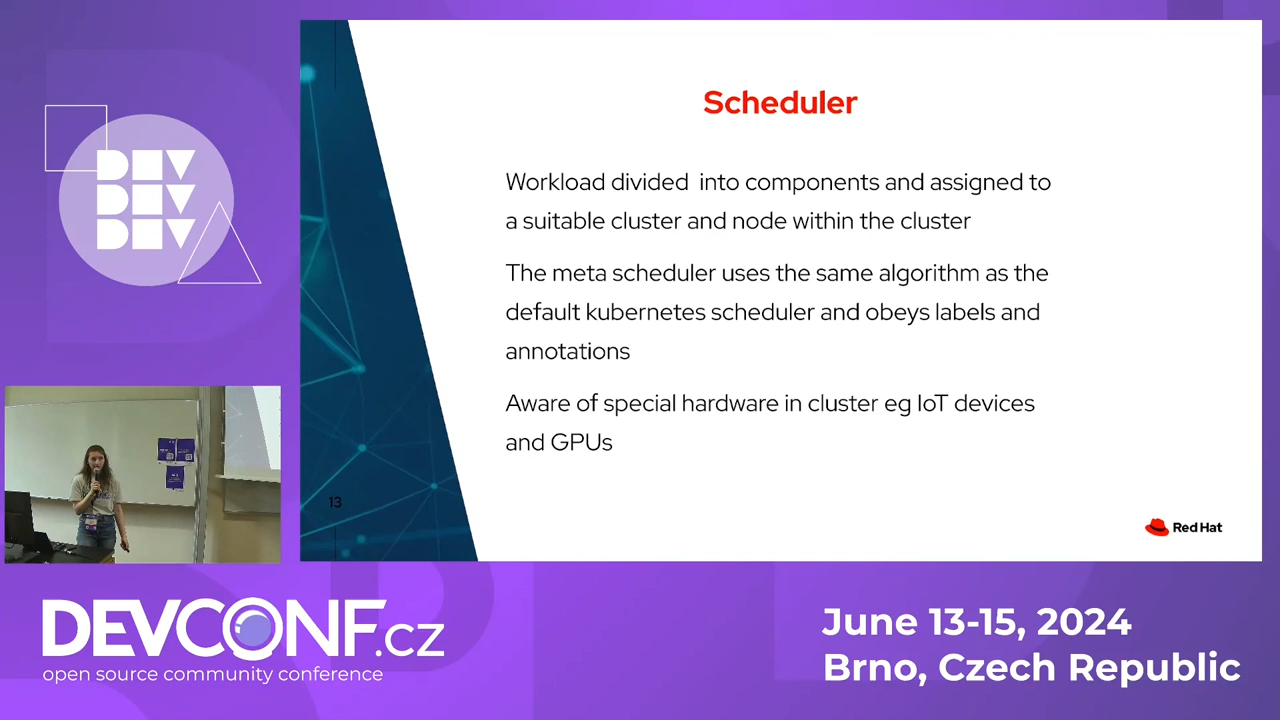 DEV
DEV
DEV
Scheduler
Workload divided  into components and assigned to
a suitable cluster and node within the cluster
The meta scheduler uses the same algorithm as the
default kubernetes scheduler and obeys labels and
annotations
Aware of special hardware in cluster eg IoT devices
and GPUs
13
Red Hat
DEVCONF.cz
open source community conference
June 13-15, 2024
Brno, Czech Republic